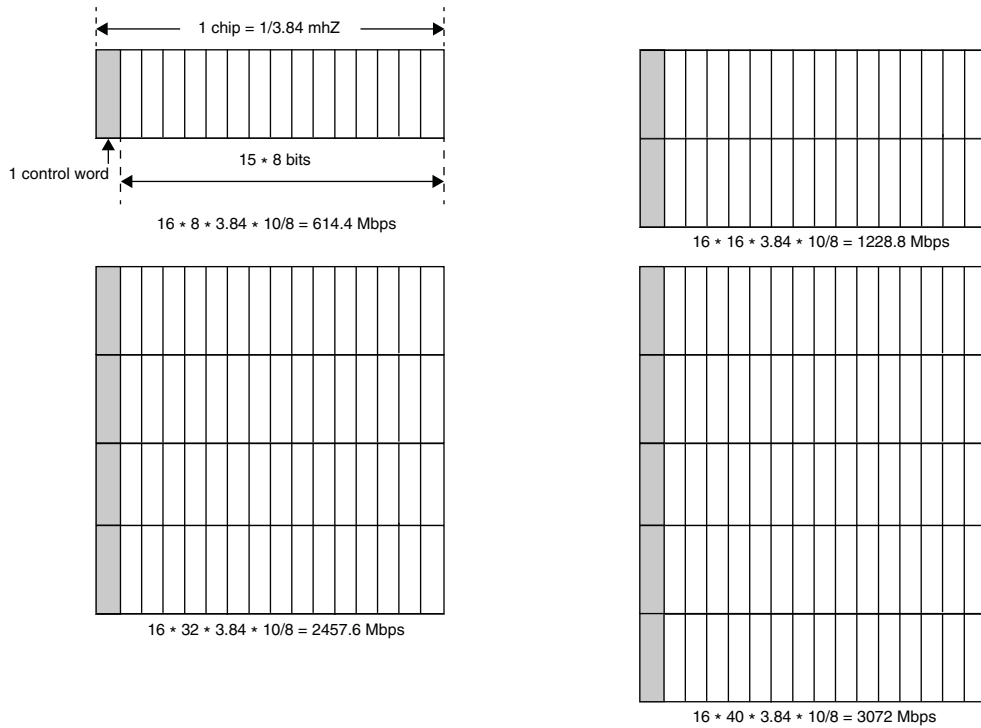 1 chip = 1/3.84 mhZ
1 control word
15 * 8 bits
16 * 8 * 3.84 * 10/8 = 614.4 Mbps
16 * 16 * 3.84 * 10/8 = 1228.8 Mbps
16 * 32 * 3.84 * 10/8 = 2457.6 Mbps
16 * 40 * 3.84 * 10/8 = 3072 Mbps